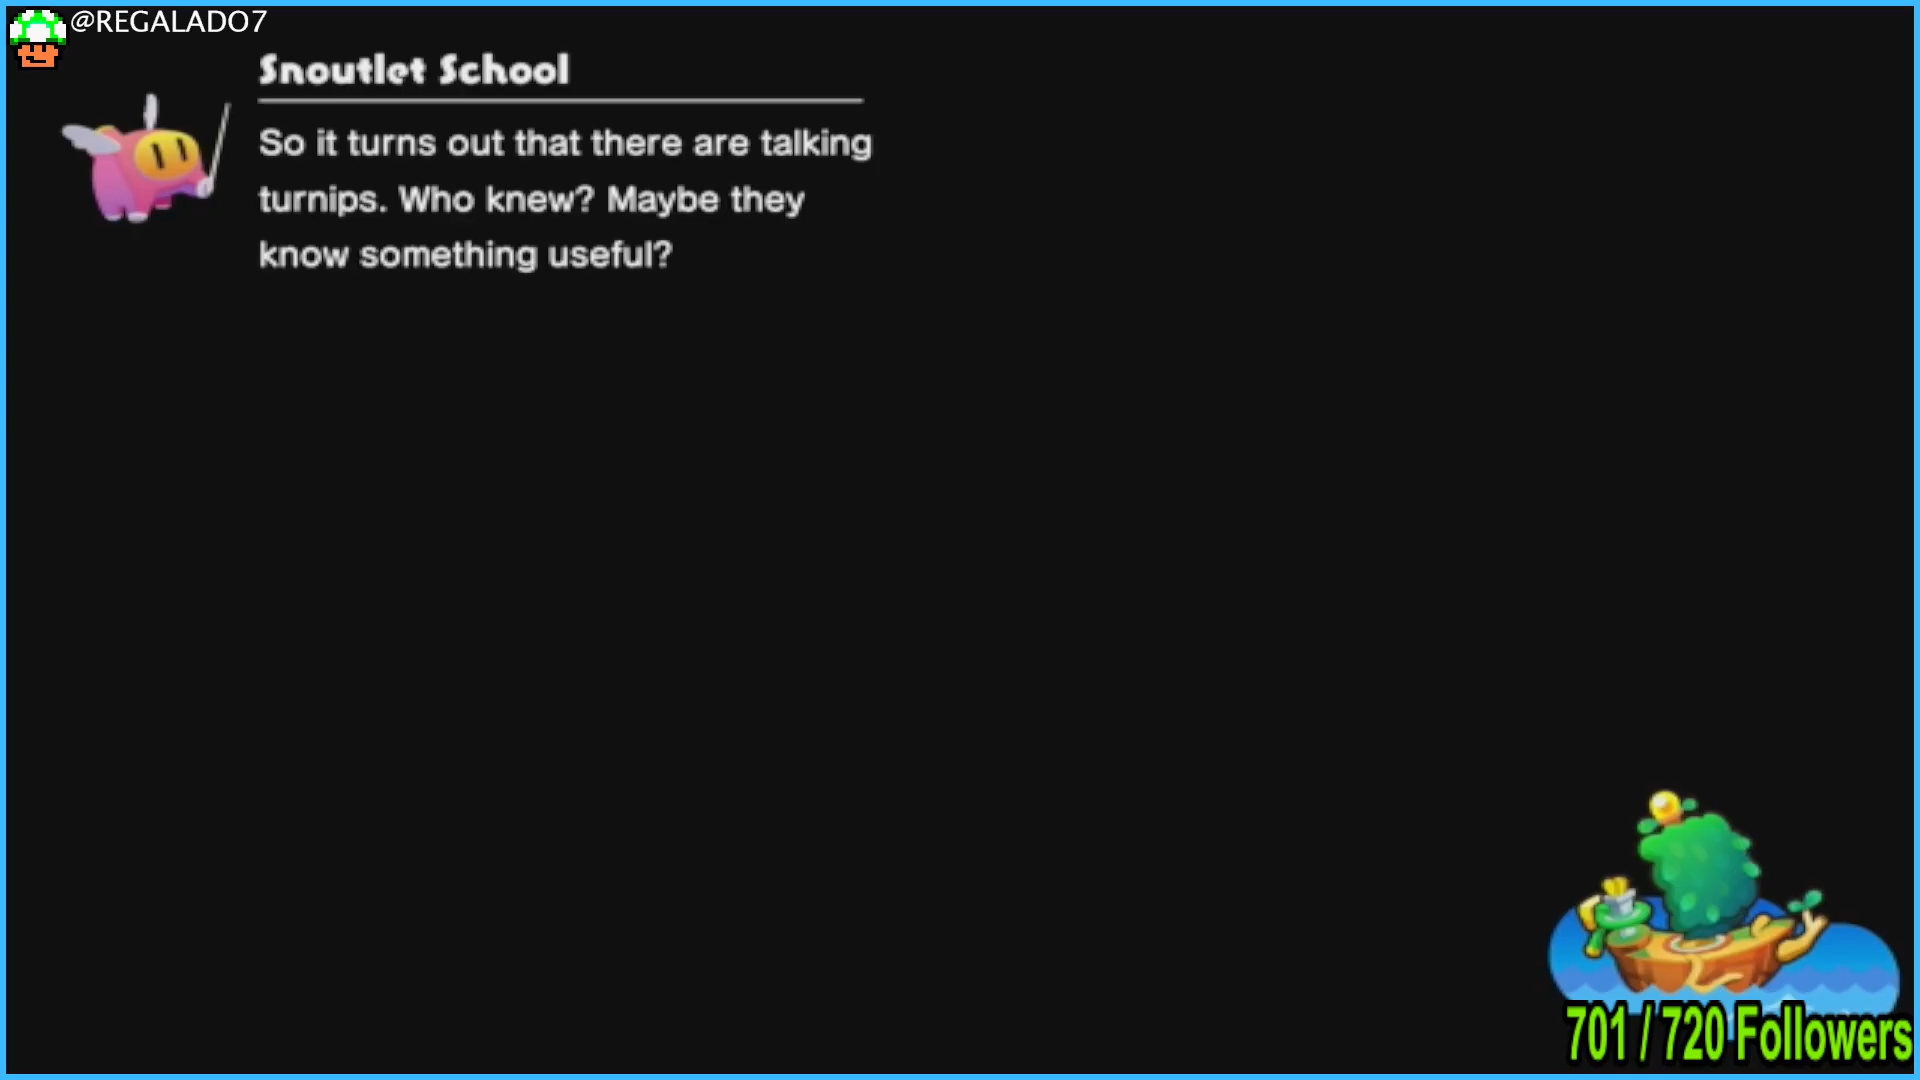 @REGALADO7
Snoutlet School
So it turns out that there are talking
turnips. Who knew? Maybe they
know something useful?
701 / 720 Followers